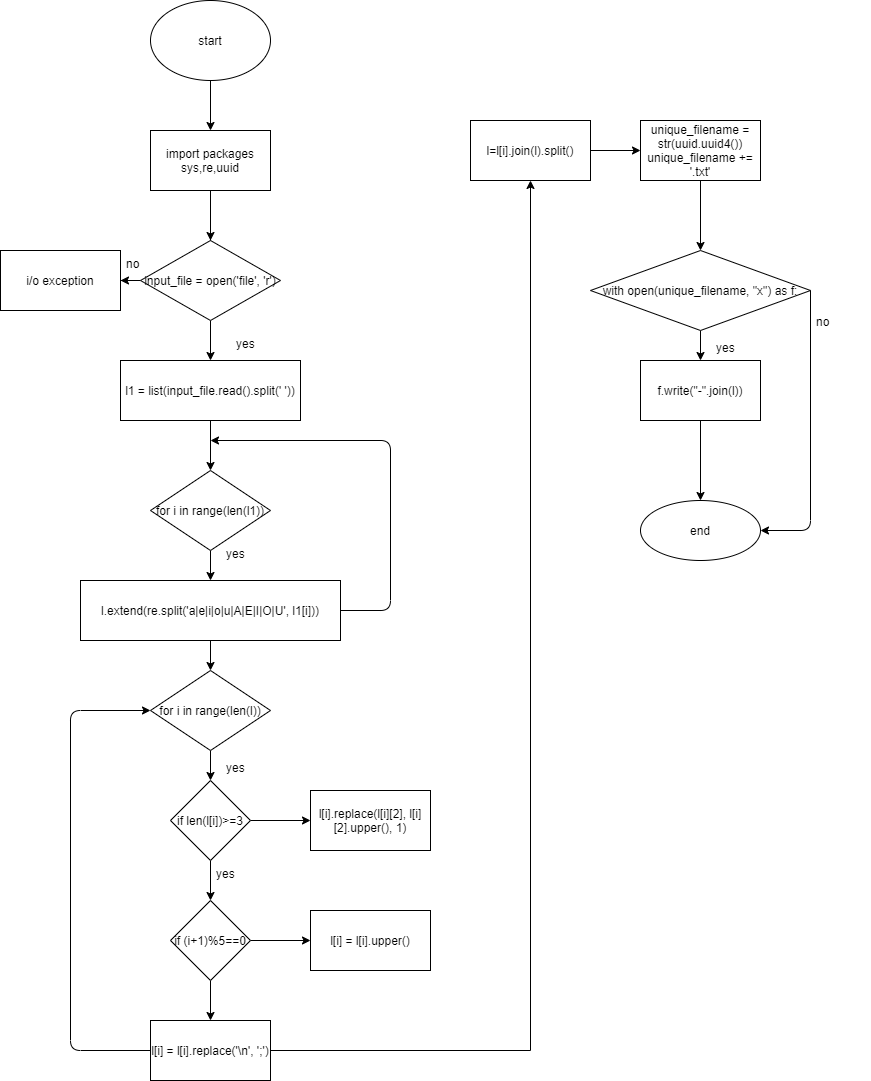 start
import packages
sys,re,uuid
i/o exception
no
input_file = open('file', 'r')
yes
l1 = list(input_file.read().split(' '))
for i in range(len(l1))
yes
l.extend(re.split('a|e|i|o|u|A|E|I|O|U', l1[i]))
for i in range(len(l))
yes
if len(l[i])>=3
l[i].replace(l[i][2], l[i]
[2].upper(), 1)
yes
if (i+1)%5==0
l[i] = l[i].upper()
l[i] = l[i].replace('\n', ';')
l=l[i].join(l).split()
unique_filename =
str(uuid.uuid4())
unique_filename +=
'.txt'
with open(unique_filename, "x") as f:
no
yes
f.write("-".join(l))
end